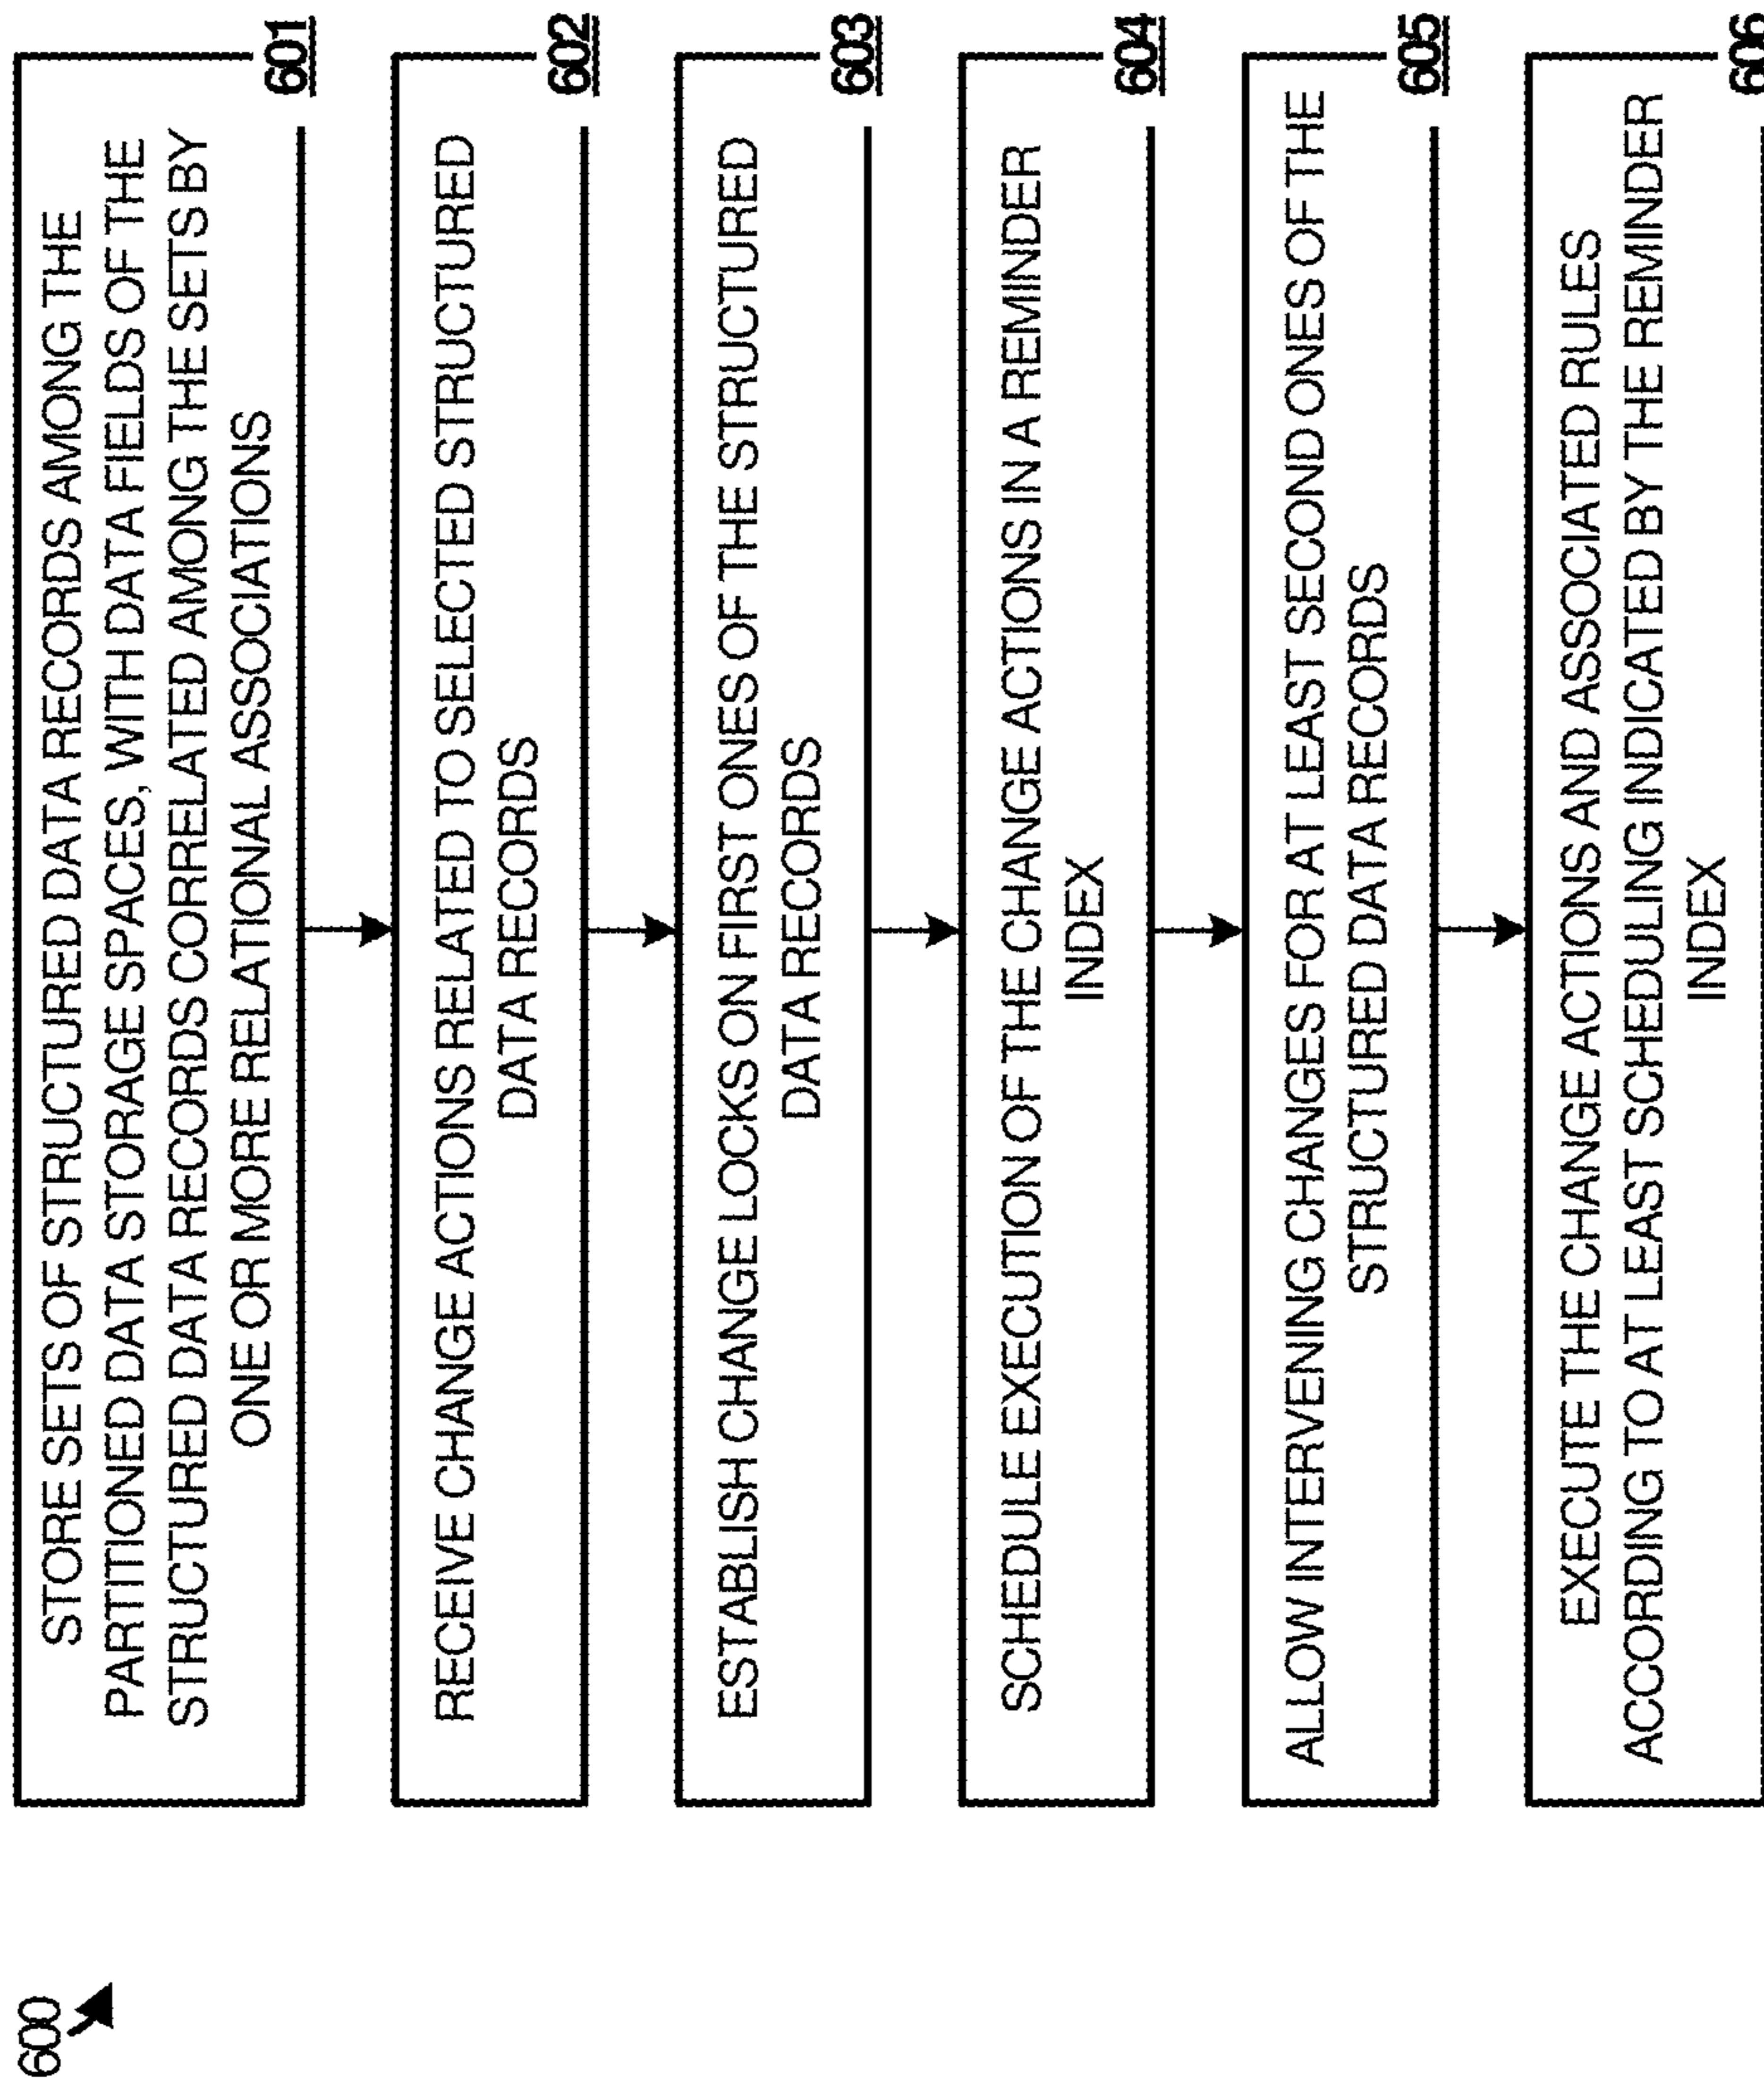 600
STORE SETS OF STRUCTURED DATA RECORDS AMONG THE
PARTITIONED DATA STORAGE SPACES, WITH DATA FIELDS OF THE
STRUCTURED DATA RECORDS CORRELATED AMONG THE SETS BY
ONE OR MORE RELATIONAL ASSOCIATIONS
601
RECEIVE CHANGE ACTIONS RELATED TO SELECTED STRUCTURED
DATA RECORDS
602
ESTABLISH CHANGE LOCKS ON FIRST ONES OF THE STRUCTURED
DATA RECORDS
603
SCHEDULE EXECUTION OF THE CHANGE ACTIONS IN A REMINDER
INDEX
604
ALLOW INTERVENING CHANGES FOR AT LEAST SECOND ONES OF THE
STRUCTURED DATA RECORDS
605
EXECUTE THE CHANGE ACTIONS AND ASSOCIATED RULES
ACCORDING TO AT LEAST SCHEDULING INDICATED BY THE REMINDER
INDEX
606